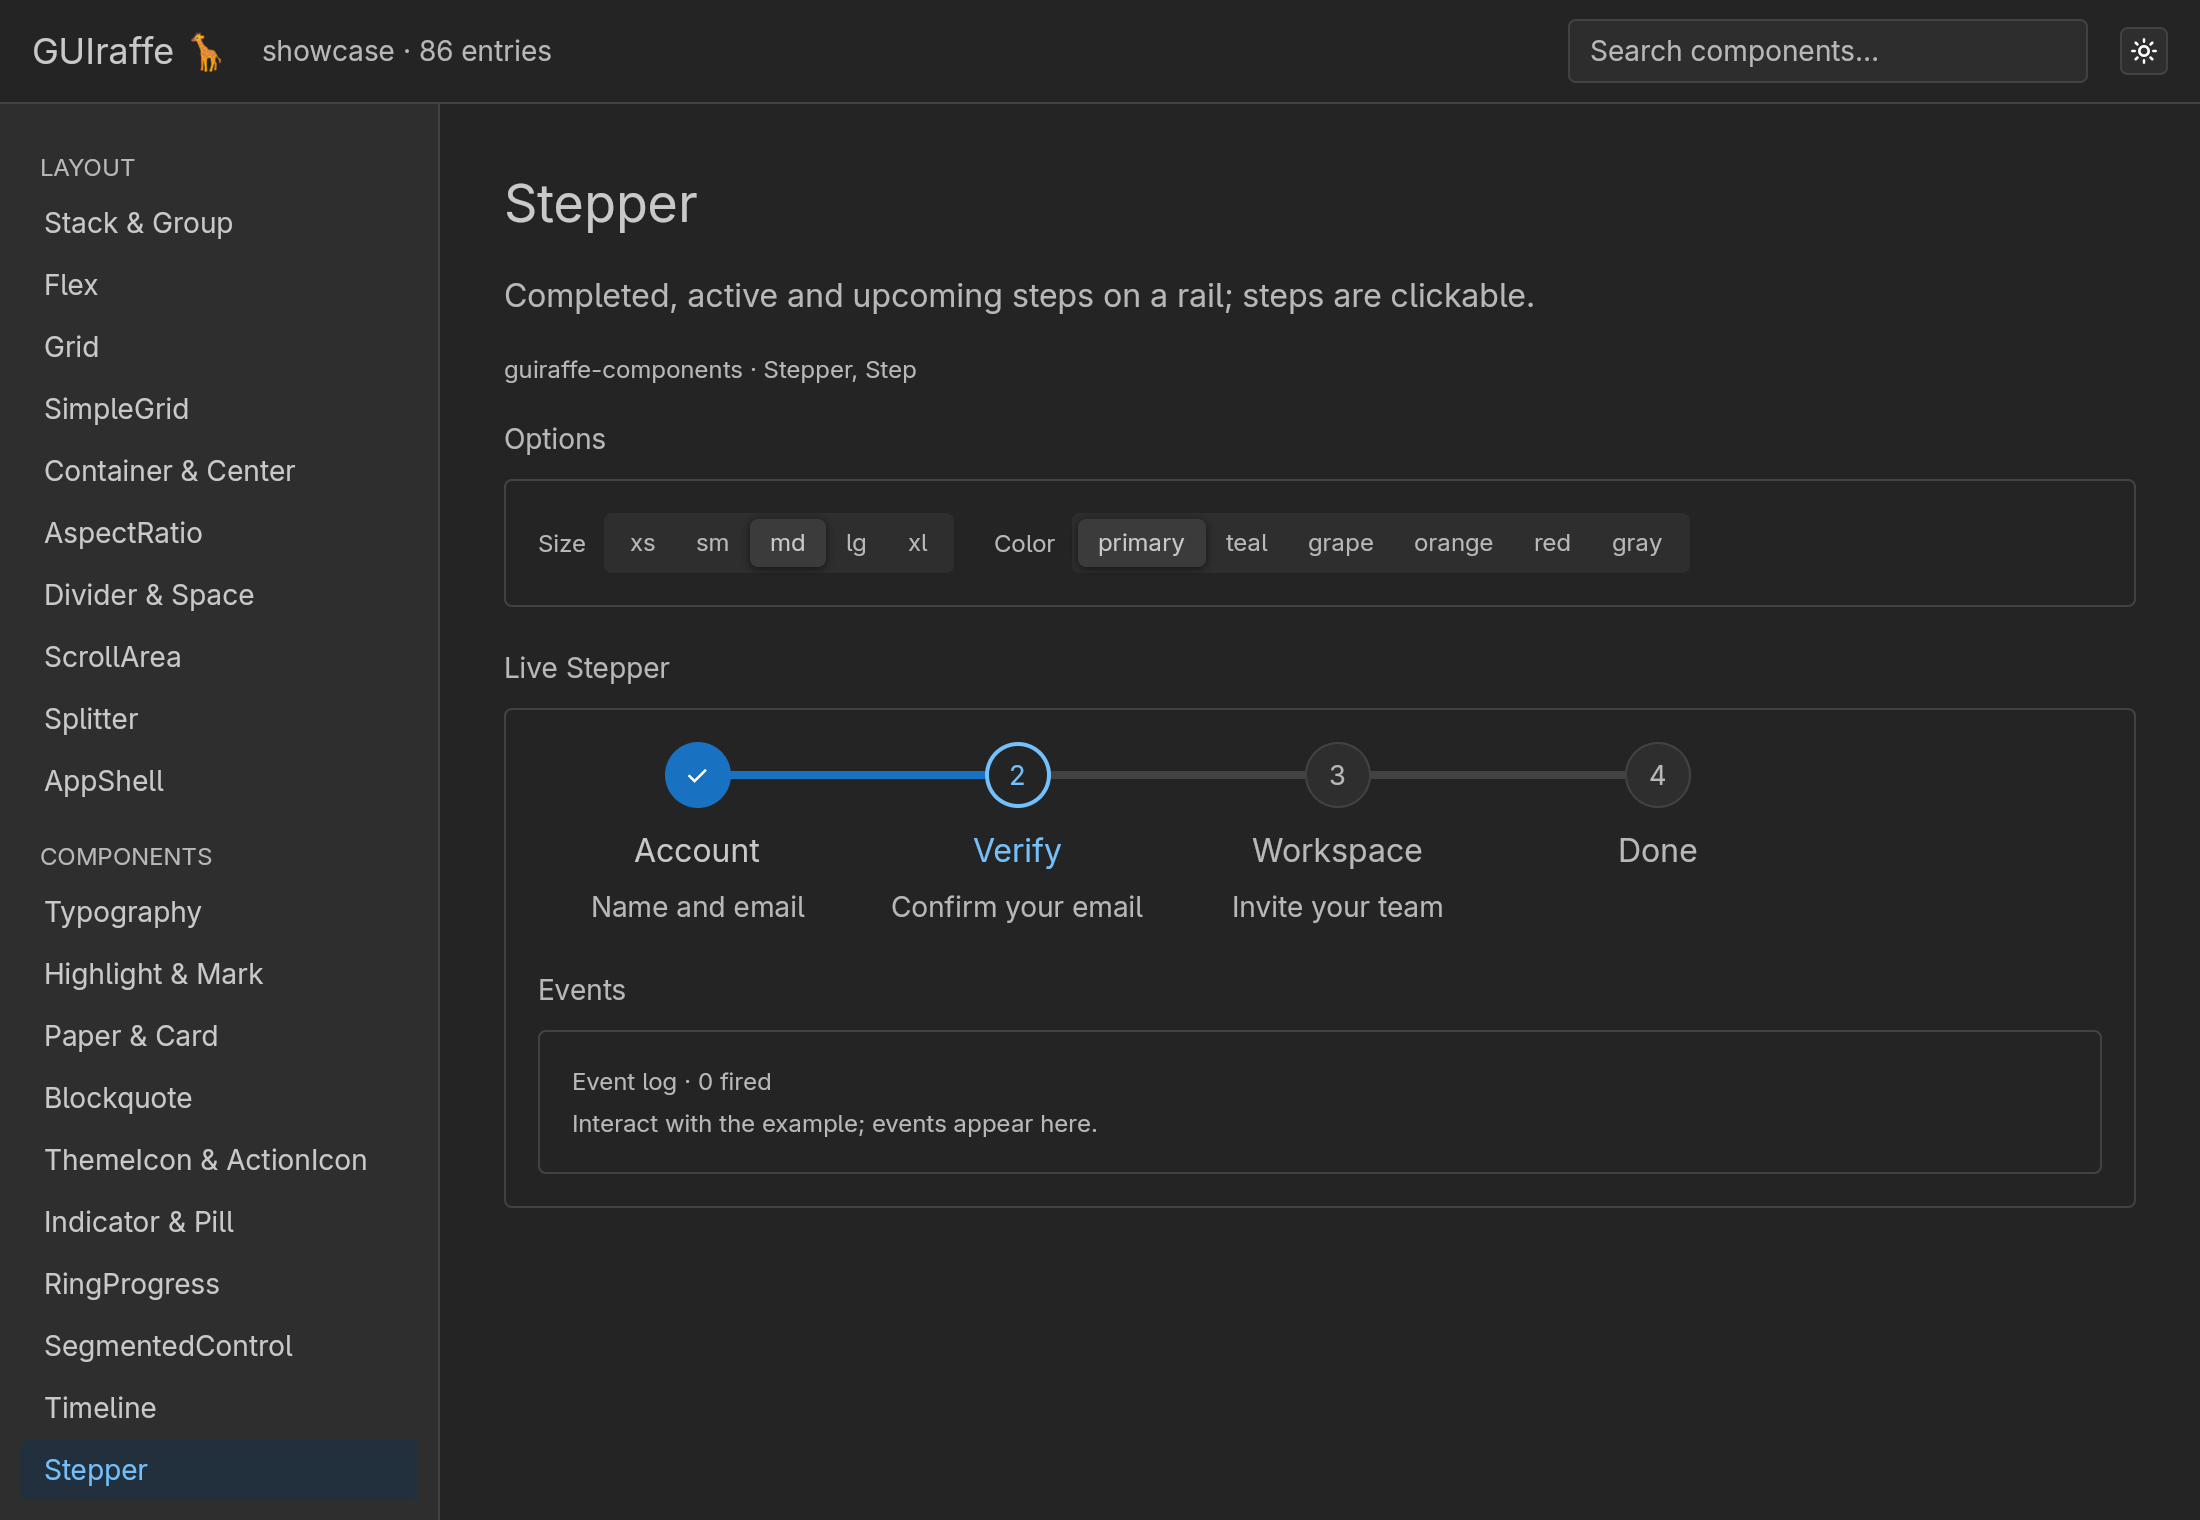 GUIraffe 🦒 showcase · 86 entries
Search components...
LAYOUT
Stack & Group
Flex
Grid
SimpleGrid
Container & Center
AspectRatio
Divider & Space
ScrollArea
Splitter
AppShell
COMPONENTS
Typography
Highlight & Mark
Paper & Card
Blockquote
ThemeIcon & ActionIcon
Indicator & Pill
RingProgress
SegmentedControl
Timeline
Stepper
Stepper
Completed, active and upcoming steps on a rail; steps are clickable.
guiraffe-components · Stepper, Step
Options
Size xs sm md lg xl Color primary teal grape orange red gray
Live Stepper
2 3 4
Account Verify Workspace Done
Name and email Confirm your email Invite your team
Events
Event log · 0 fired
Interact with the example; events appear here.